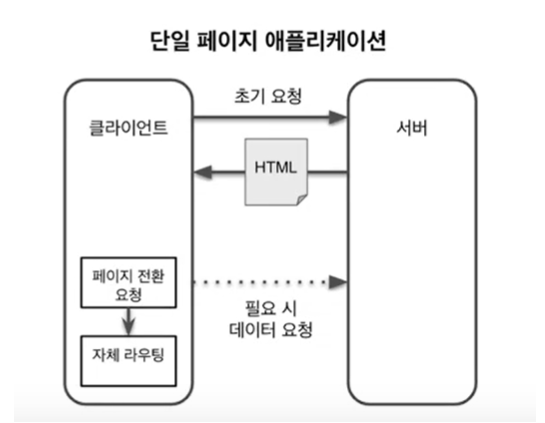 단일 페이지 애플리케이션
클라이언트
초기 요청
서버
HTML
페이지 전환
요청
필요 시
데이터 요청
자체 라우팅